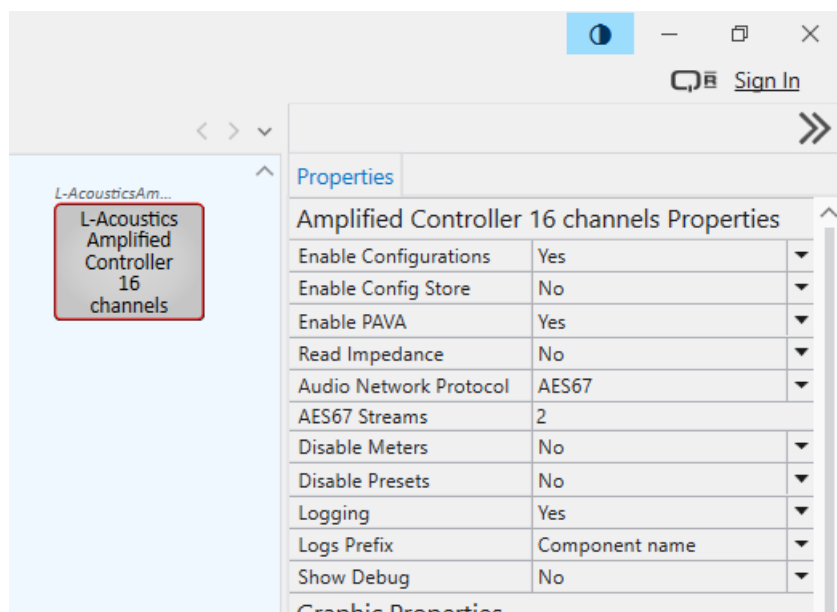 Sign In
Properties
L-AcousticsAm...
L-Acoustics
Amplified
Controller
16
channels
Amplified Controller 16 channels Properties
Enable Configurations Yes
Enable Config Store No
Enable PAVA Yes
Read Impedance No
Audio Network Protocol AES67
AES67 Streams 2
Disable Meters No
Disable Presets No
Logging Yes
Logs Prefix Component name
Show Debug No
Graphic Properties